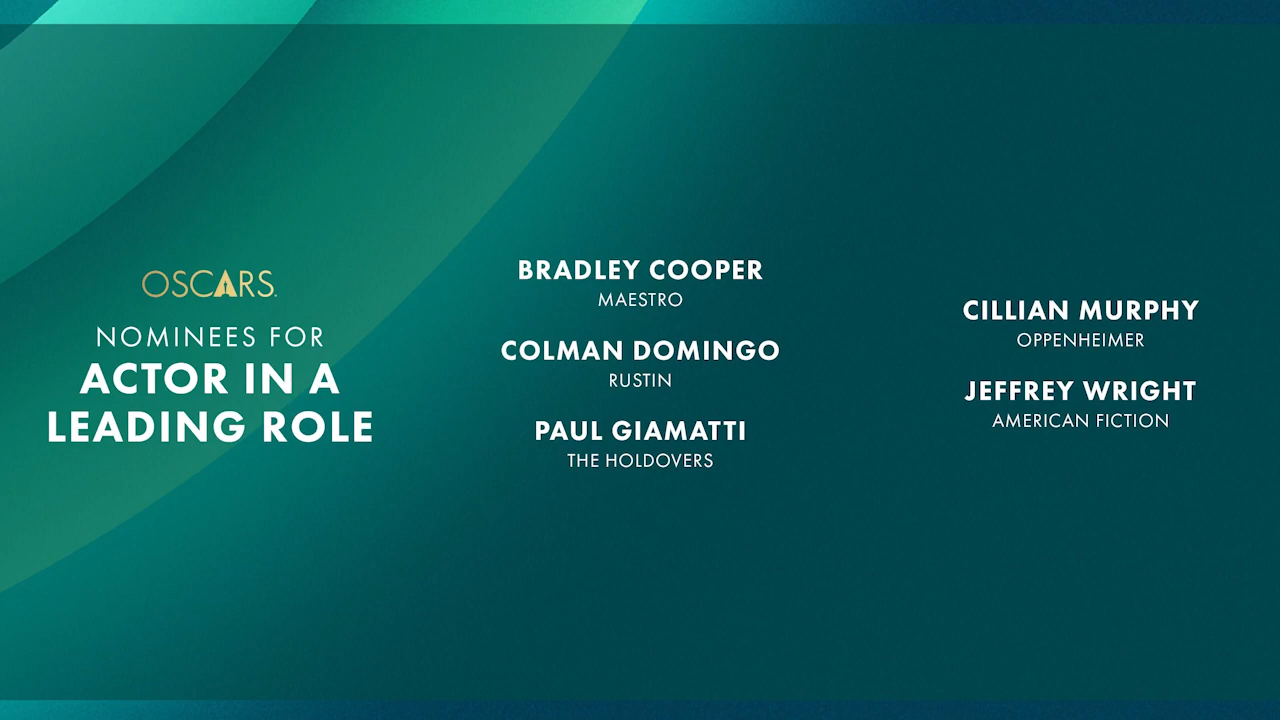 OSCARS.
NOMINEES FOR
ACTOR IN A
LEADING ROLE
BRADLEY COOPER
MAESTRO
COLMAN DOMINGO
RUSTIN
PAUL GIAMATTI
THE HOLDOVERS
CILLIAN MURPHY
OPPENHEIMER
JEFFREY WRIGHT
AMERICAN FICTION